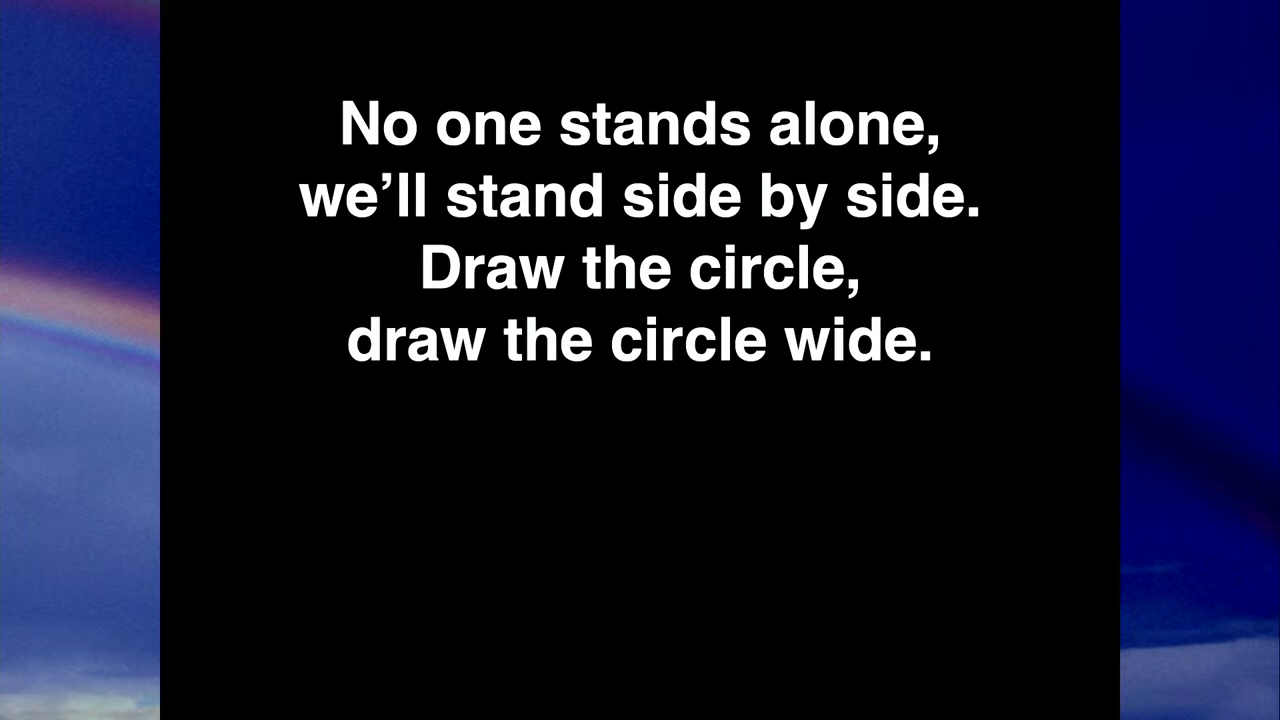 No one stands alone,
we’ll stand side by side.
Draw the circle,
draw the circle wide.